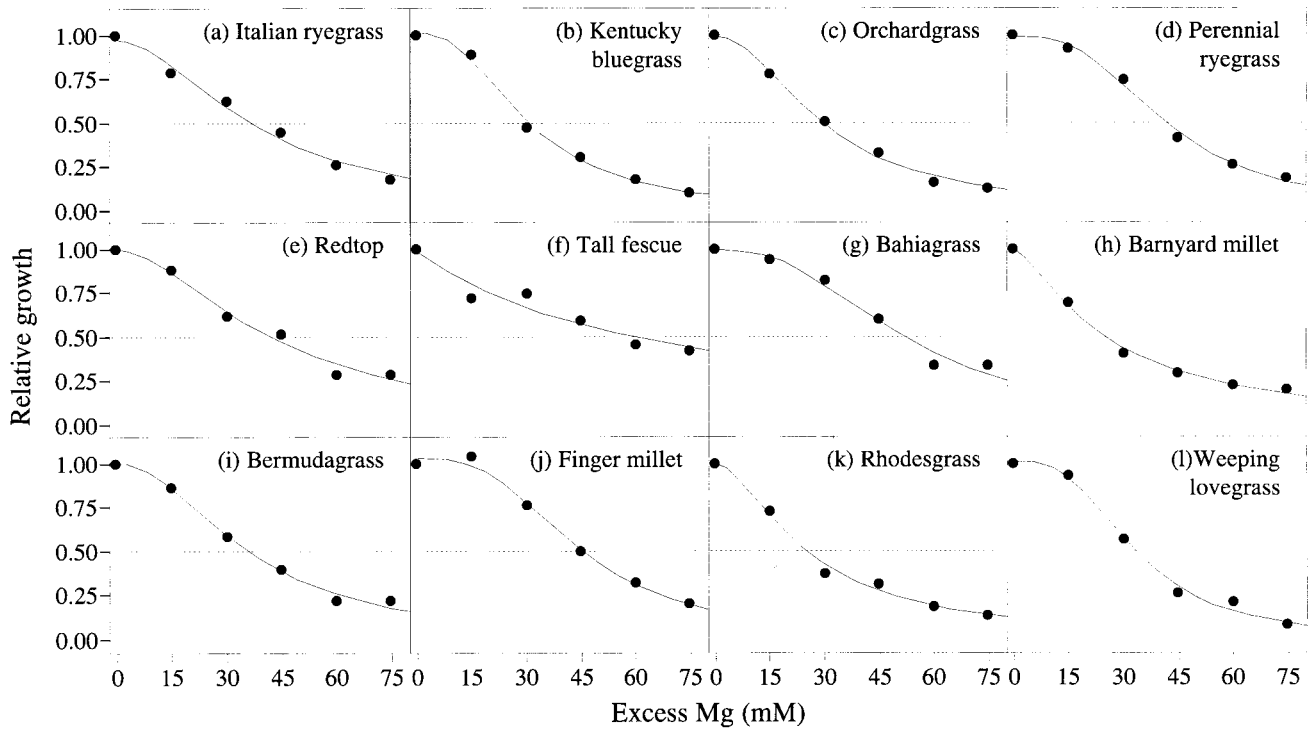 (a) Italian ryegrass
(b) Kentucky
bluegrass
(c) Orchardgrass
(d) Perennial
ryegrass
1.00
0.75
0.50
0.25
0.00
(e) Redtop
(f) Tall fescue
(g) Bahiagrass
(h) Barnyard millet
1.00
0.75
0.50
0.25
0.00
Relative growth
(i) Bermudagrass
(j) Finger millet
(k) Rhodesgrass
(l)Weeping
lovegrass
1.00
0.75
0.50
0.25
0.00
0 15 30 45 60 75 0 15 30 45 60 75 0 15 30 45 60 75 0 15 30 45 60 75
Excess Mg (mM)